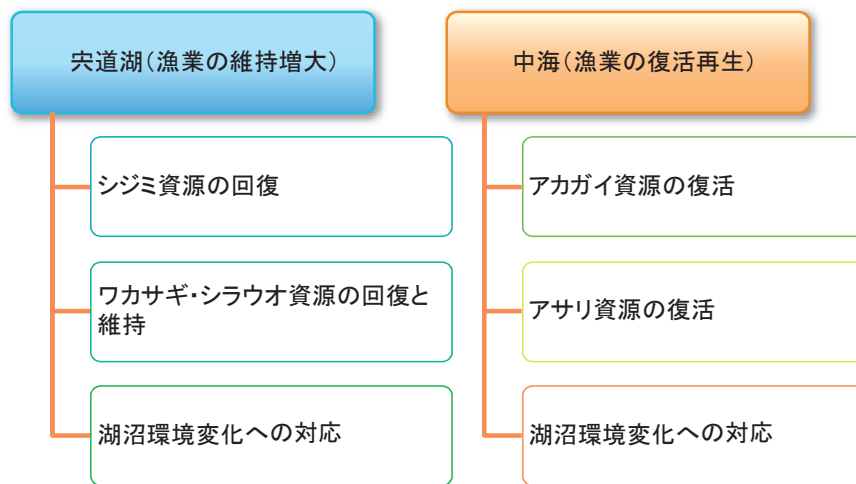 宍道湖（漁業の維持増大）
シジミ資源の回復
ワカサギ・シラウオ資源の回復と
維持
湖沼環境変化への対応
中海（漁業の復活再生）
アカガイ資源の復活
アサリ資源の復活
湖沼環境変化への対応